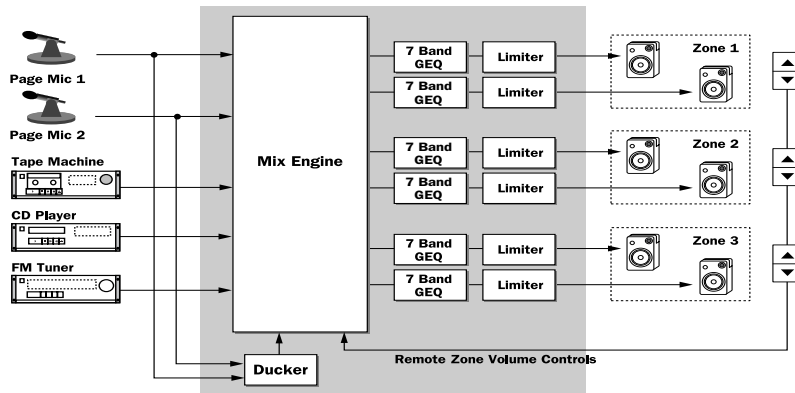 Page Mic 1
Page Mic 2
Tape Machine
CD Player
FM Tuner
Mix Engine
Ducker
7 Band
GEQ
Limiter
7 Band
GEQ
Limiter
Zone 1
7 Band
GEQ
Limiter
7 Band
GEQ
Limiter
Zone 2
7 Band
GEQ
Limiter
7 Band
GEQ
Limiter
Zone 3
Remote Zone Volume Controls